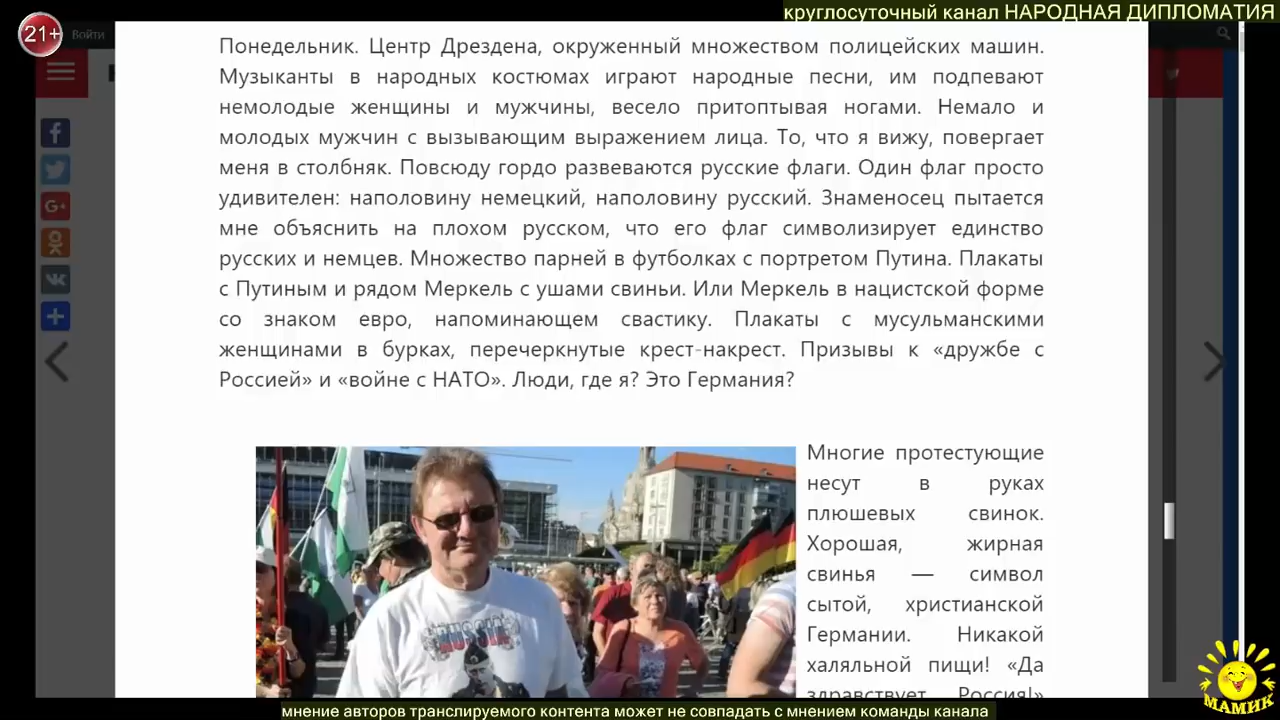 круглосуточный канал НАРОДНАЯ ДИПЛОМАТИЯ
21+
Войти
Понедельник. Центр Дрездена, окруженный множеством полицейских машин.
Музыканты в народных костюмах играют народные песни, им подпевают
немолодые женщины и мужчины, весело притоптывая ногами. Немало и
молодых мужчин с вызывающим выражением лица. То, что я вижу, повергает
меня в столбняк. Повсюду гордо развеваются русские флаги. Один флаг просто
удивителен: наполовину немецкий, наполовину русский. Знаменосец пытается
мне объяснить на плохом русском, что его флаг символизирует единство
русских и немцев. Множество парней в футболках с портретом Путина. Плакаты
с Путиным и рядом Меркель с ушами свиньи. Или Меркель в нацистской форме
со знаком евро, напоминающем свастику. Плакаты с мусульманскими
женщинами в бурках, перечеркнутые крест-накрест. Призывы к «дружбе с
Россией» и «войне с НАТО». Люди, где я? Это Германия?
Многие протестующие
несут в руках
плюшевых свинок.
Хорошая, жирная
свинья — символ
сытой, христианской
Германии. Никакой
халяльной пищи! «Да
здравствует Россия!»
МАМИК
мнение авторов транслируемого контента может не совпадать с мнением команды канала